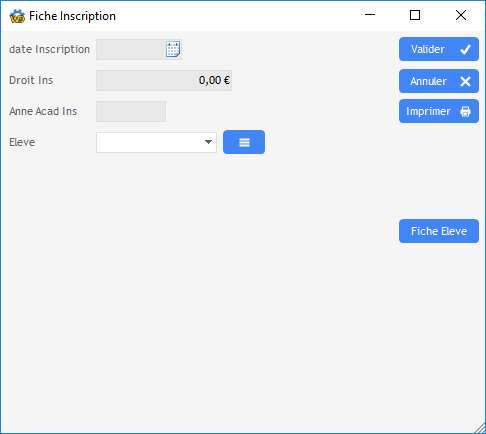 Fiche Inscription
date Inscription
Valider
Droit Ins
0,00 €
Annuler
Anne Acad Ins
Imprimer
Eleve
Fiche Eleve